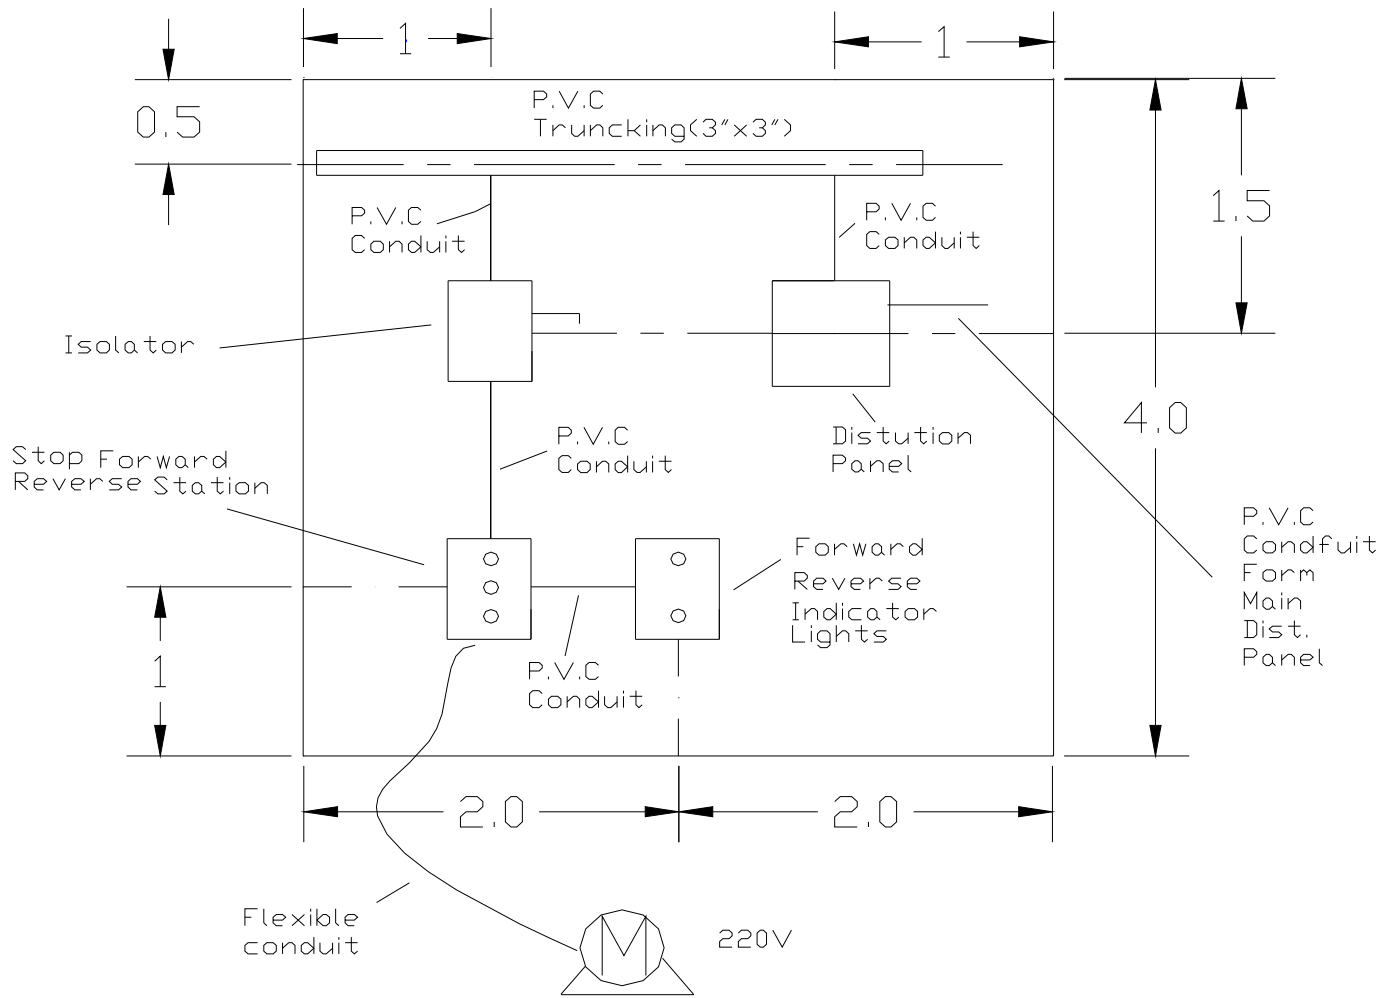 1
1
0.5
P.V.C
Truncking(3"x3")
1.5
P.V.C
Conduit
P.V.C
Conduit
Isolator
4.0
Distution
Panel
P.V.C
Conduit
Stop Forward
Reverse Station
P.V.C
Condfuit
Form
Main
Dist.
Panel
Forward
Reverse
Indicator
Lights
1
P.V.C
Conduit
2.0
2.0
Flexible
conduit
M
220V